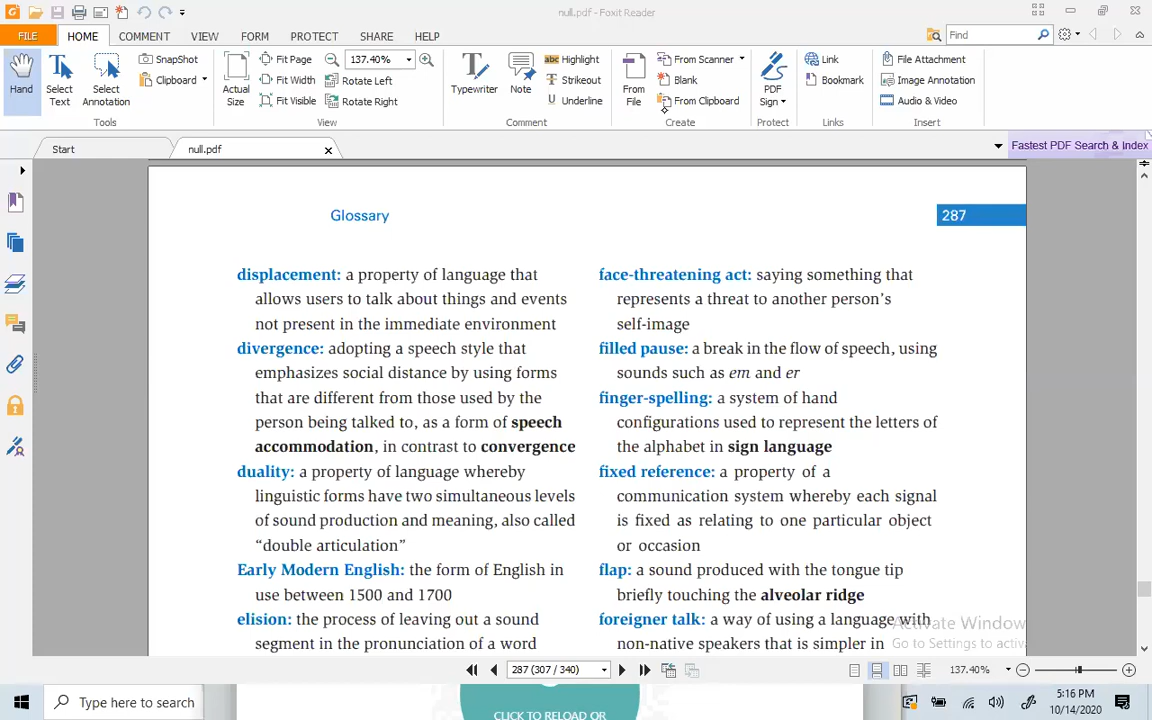 null.pdf - Foxit Reader
FILE HOME COMMENT VIEW FORM PROTECT SHARE HELP Find
Hand
Select Text
Select Annotation
SnapShot
Clipboard
Tools
Actual Size
Fit Page
Fit Width
Fit Visible
137.40%
Rotate Left
Rotate Right
View
Typewriter
Note
Highlight
Strikeout
Underline
Comment
From File
From Scanner
Blank
From Clipboard
Create
PDF Sign
Protect
Link
Bookmark
Links
File Attachment
Image Annotation
Audio & Video
Insert
Start null.pdf Fastest PDF Search & Index
Glossary 287
displacement: a property of language that
allows users to talk about things and events
not present in the immediate environment
divergence: adopting a speech style that
emphasizes social distance by using forms
that are different from those used by the
person being talked to, as a form of speech
accommodation, in contrast to convergence
duality: a property of language whereby
linguistic forms have two simultaneous levels
of sound production and meaning, also called
“double articulation”
Early Modern English: the form of English in
use between 1500 and 1700
elision: the process of leaving out a sound
segment in the pronunciation of a word
face-threatening act: saying something that
represents a threat to another person’s
self-image
filled pause: a break in the flow of speech, using
sounds such as em and er
finger-spelling: a system of hand
configurations used to represent the letters of
the alphabet in sign language
fixed reference: a property of a
communication system whereby each signal
is fixed as relating to one particular object
or occasion
flap: a sound produced with the tongue tip
briefly touching the alveolar ridge
foreigner talk: a way of using a language with
non-native speakers that is simpler in
Activate Window
Go to Settings to activ
287 (307 / 340) 137.40%
Type here to search
CLICK TO RELOAD OR
5:16 PM
10/14/2020